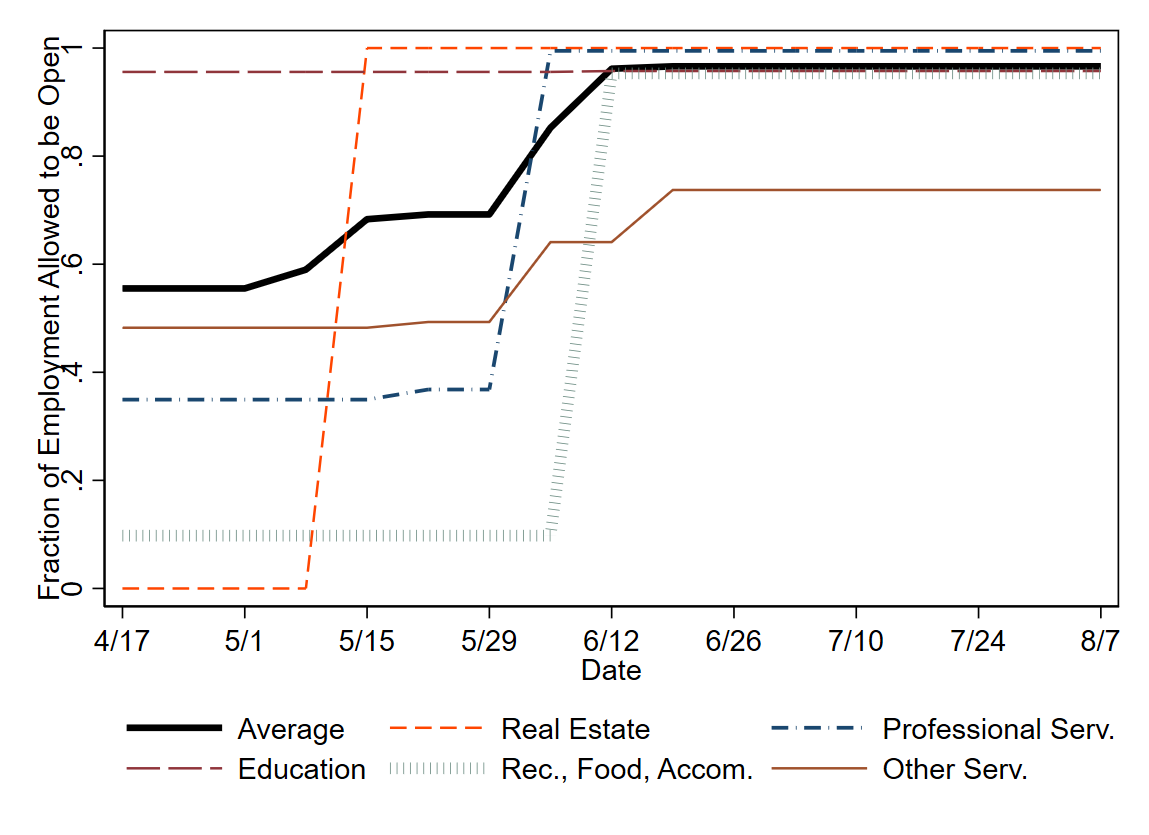 Fraction of Employment Allowed to be Open
1
.8
.6
.4
.2
0
4/17 5/1 5/15 5/29 6/12 6/26 7/10 7/24 8/7
Date
Average Real Estate Professional Serv.
Education Rec., Food, Accom. Other Serv.